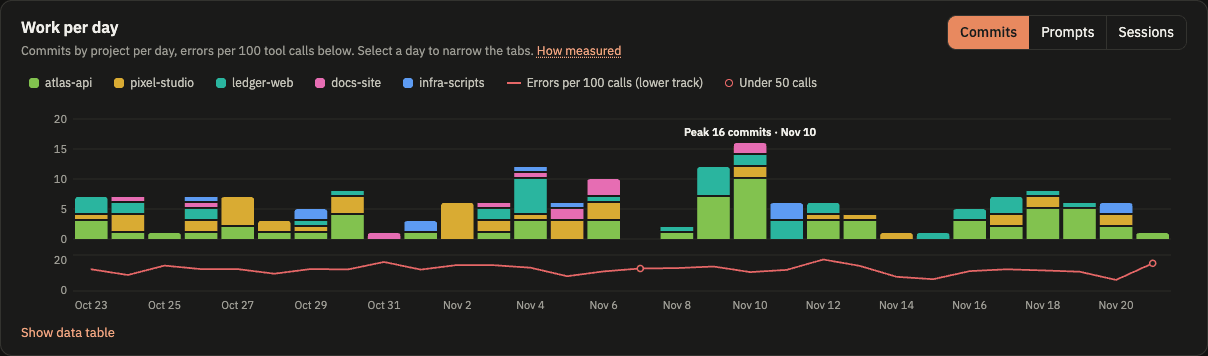 Work per day
Commits by project per day, errors per 100 tool calls below. Select a day to narrow the tabs. How measured
Commits Prompts Sessions
atlas-api pixel-studio ledger-web docs-site infra-scripts Errors per 100 calls (lower track) Under 50 calls
20
Peak 16 commits · Nov 10
15
10
5
0
20
0
Oct 23 Oct 25 Oct 27 Oct 29 Oct 31 Nov 2 Nov 4 Nov 6 Nov 8 Nov 10 Nov 12 Nov 14 Nov 16 Nov 18 Nov 20
Show data table